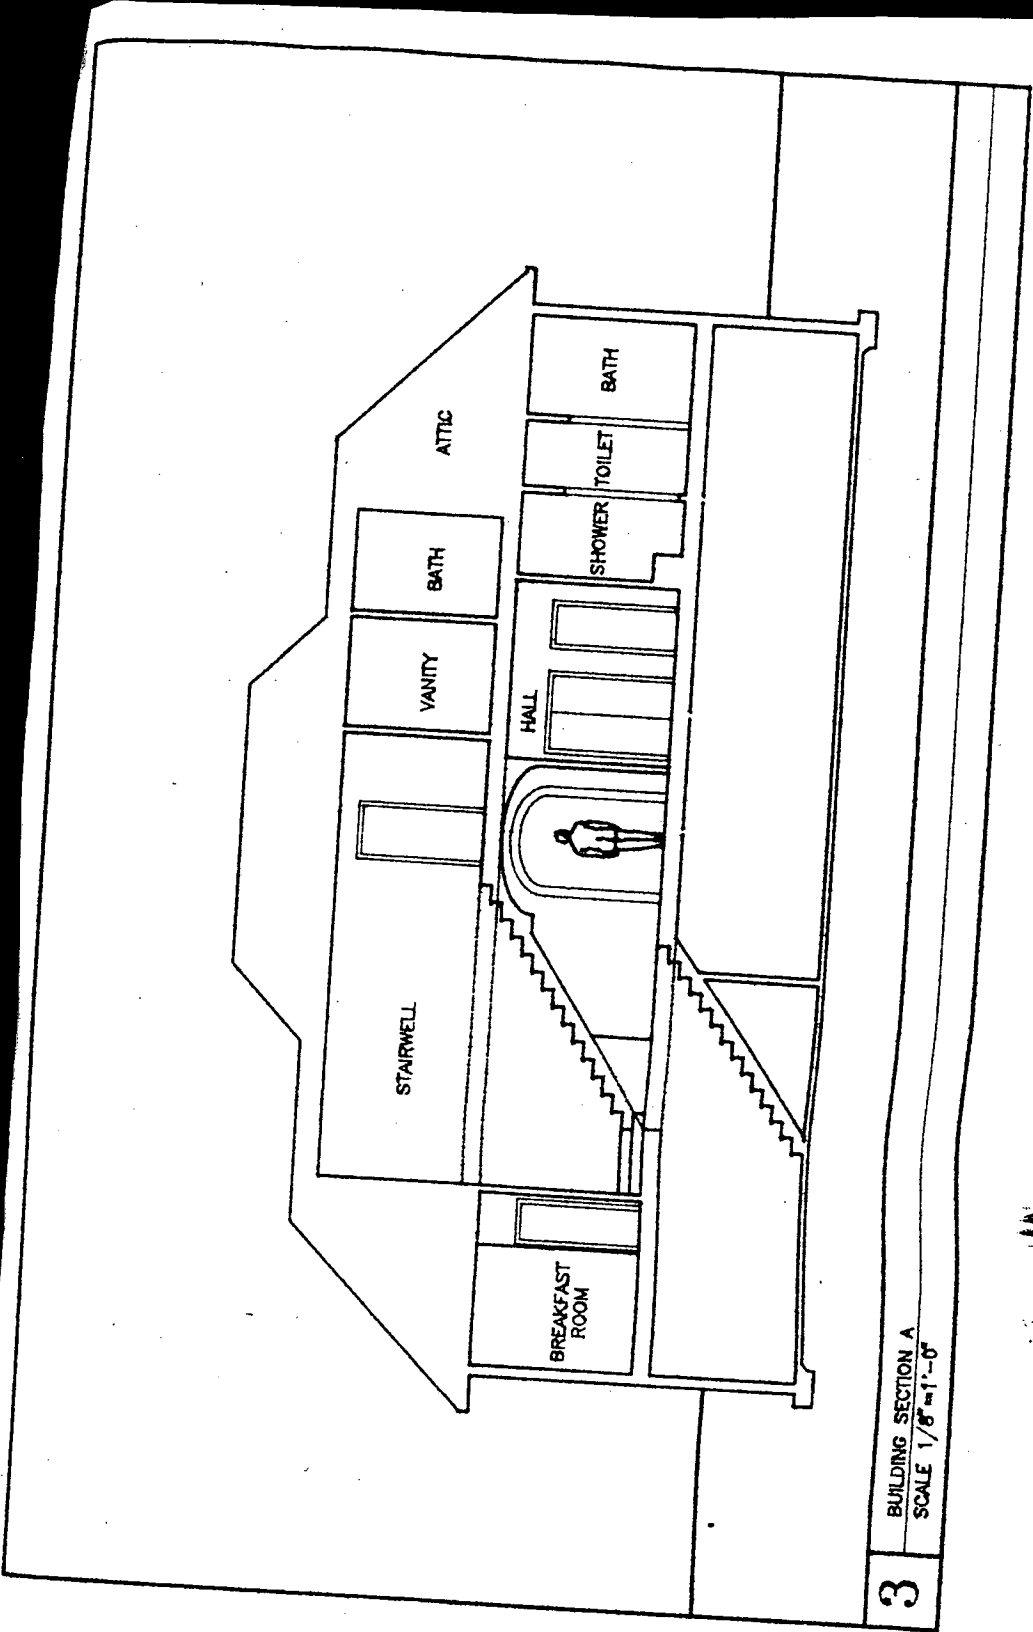 ATTIC
BATH
VANITY
STAIRWELL
BATH
TOILET
SHOWER
HALL
BREAKFAST
ROOM
3
BUILDING SECTION A
SCALE 1/8"=1'-0"